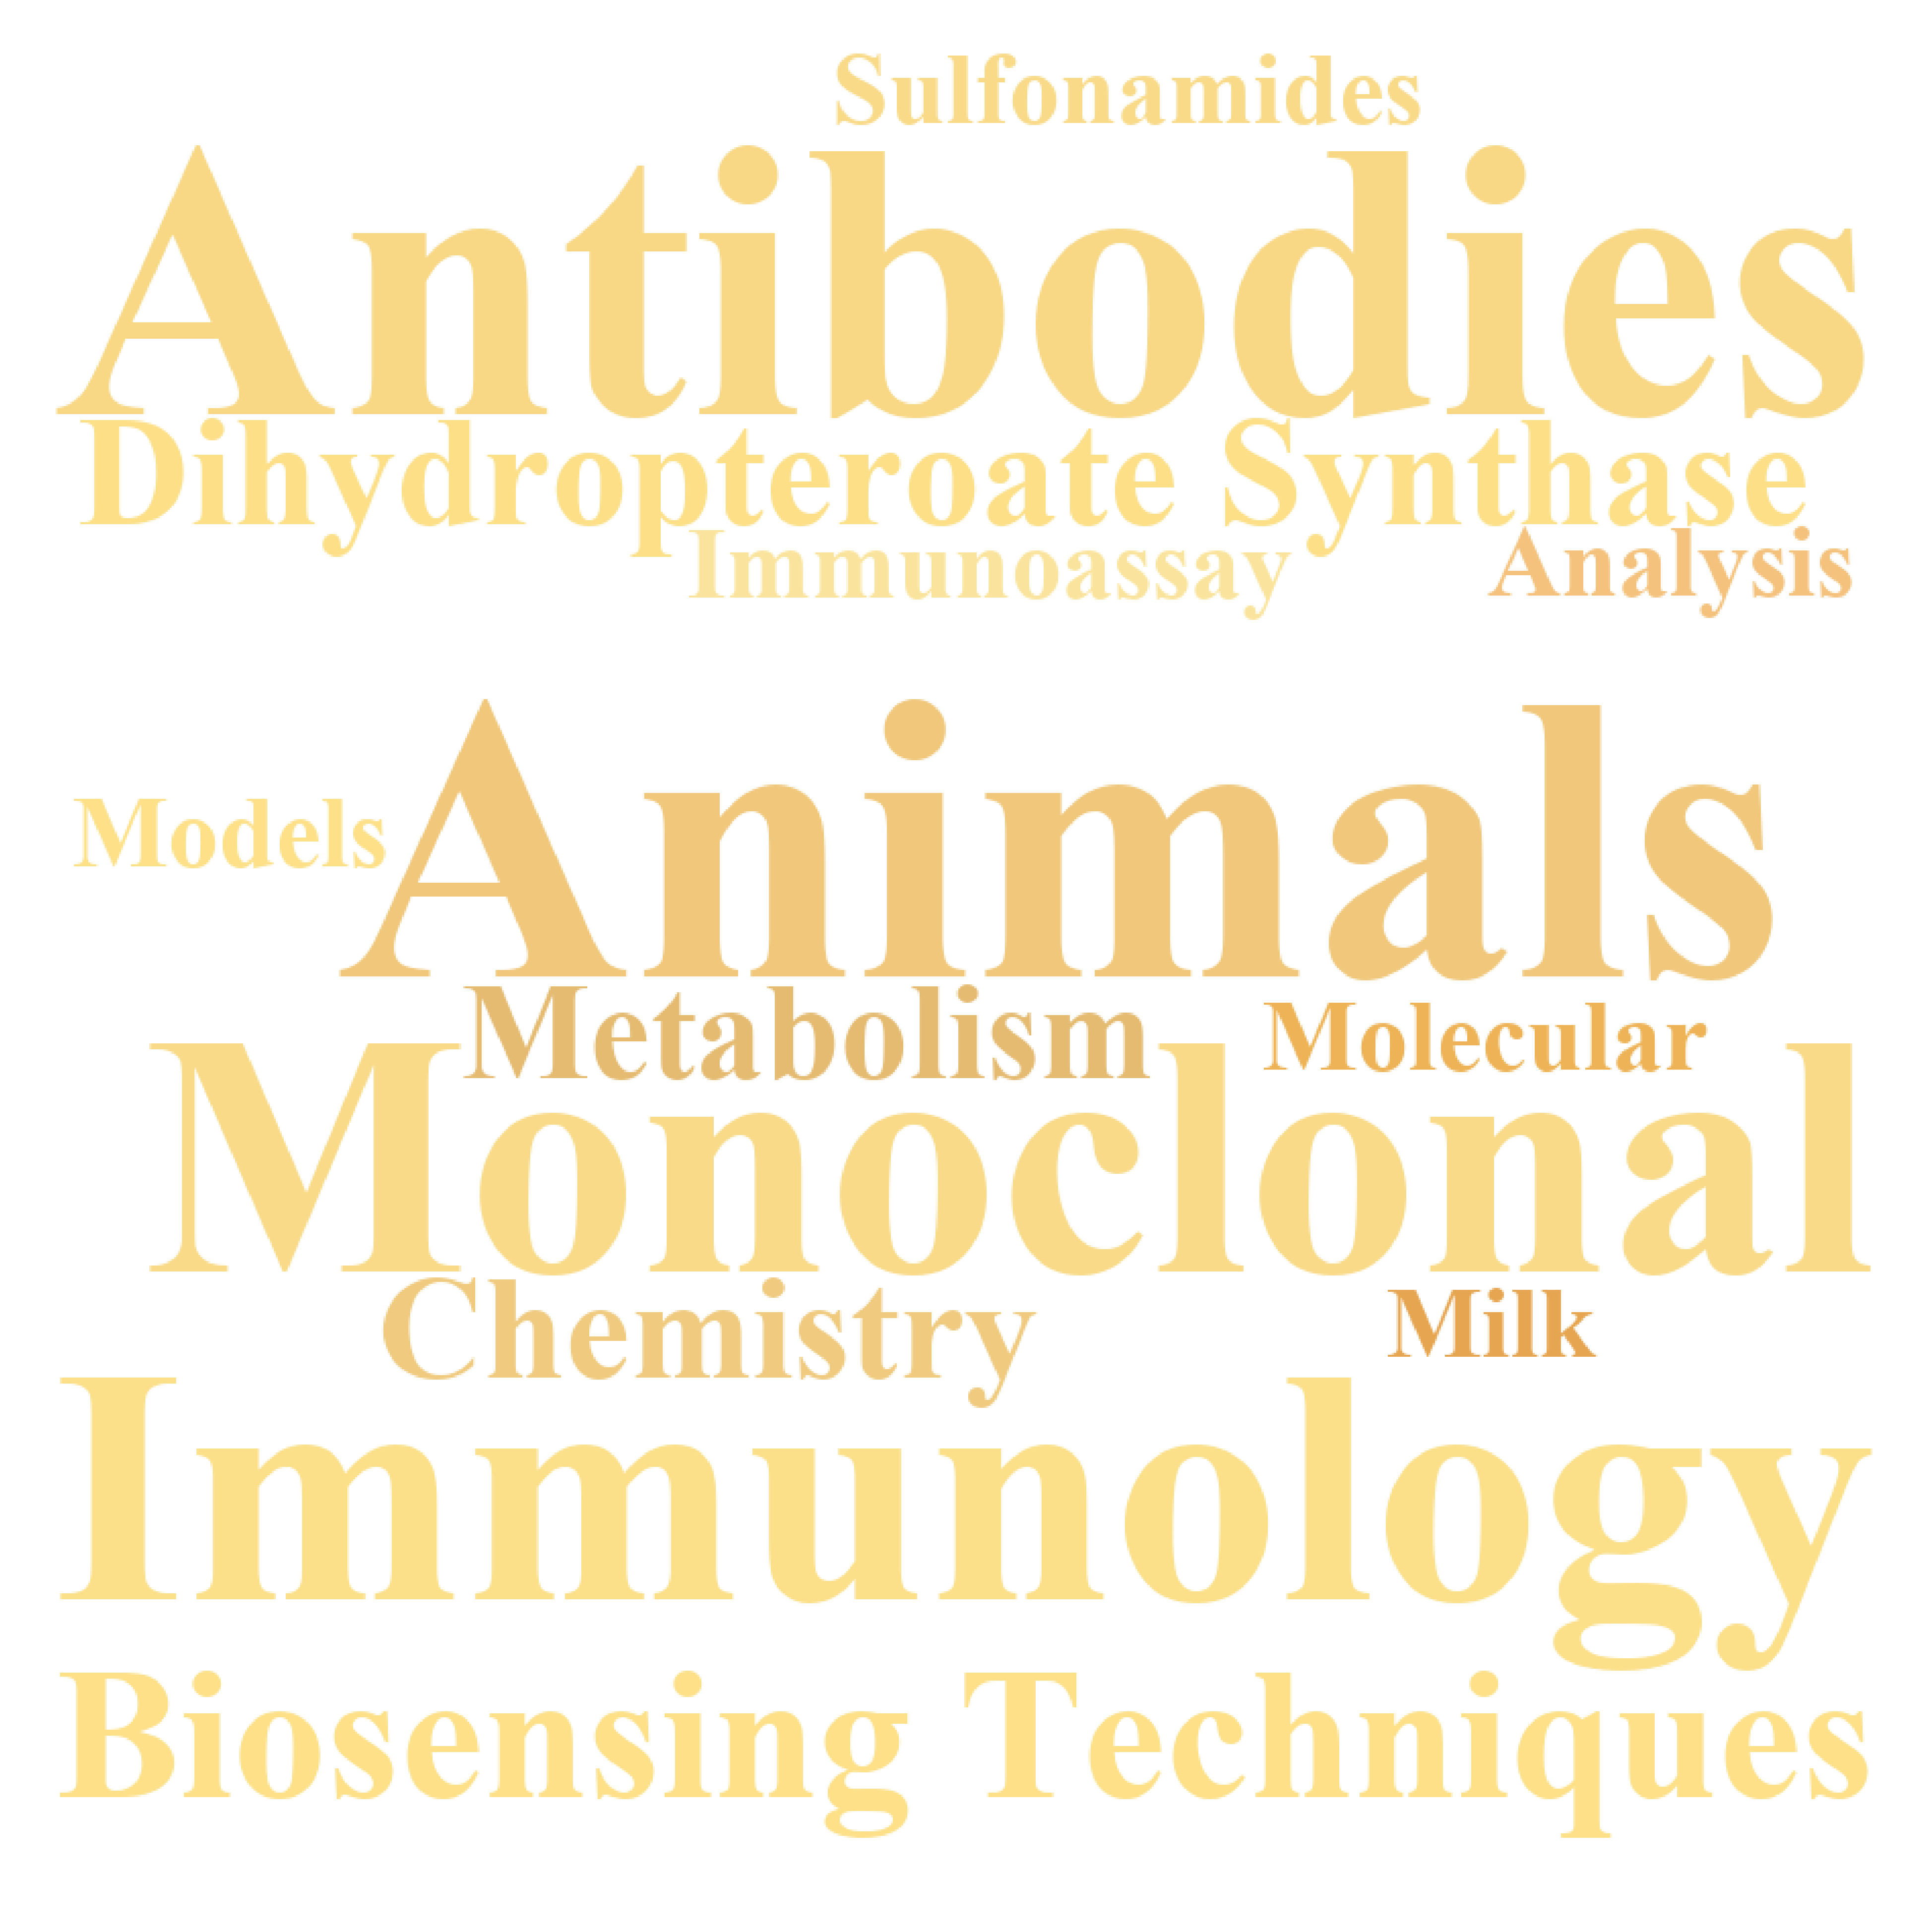 Sulfonamides
Antibodies
Dihydropteroate Synthase
Immunoassay
Analysis
Animals
Models
Metabolism
Molecular
Monoclonal
Chemistry
Milk
Immunology
Biosensing Techniques